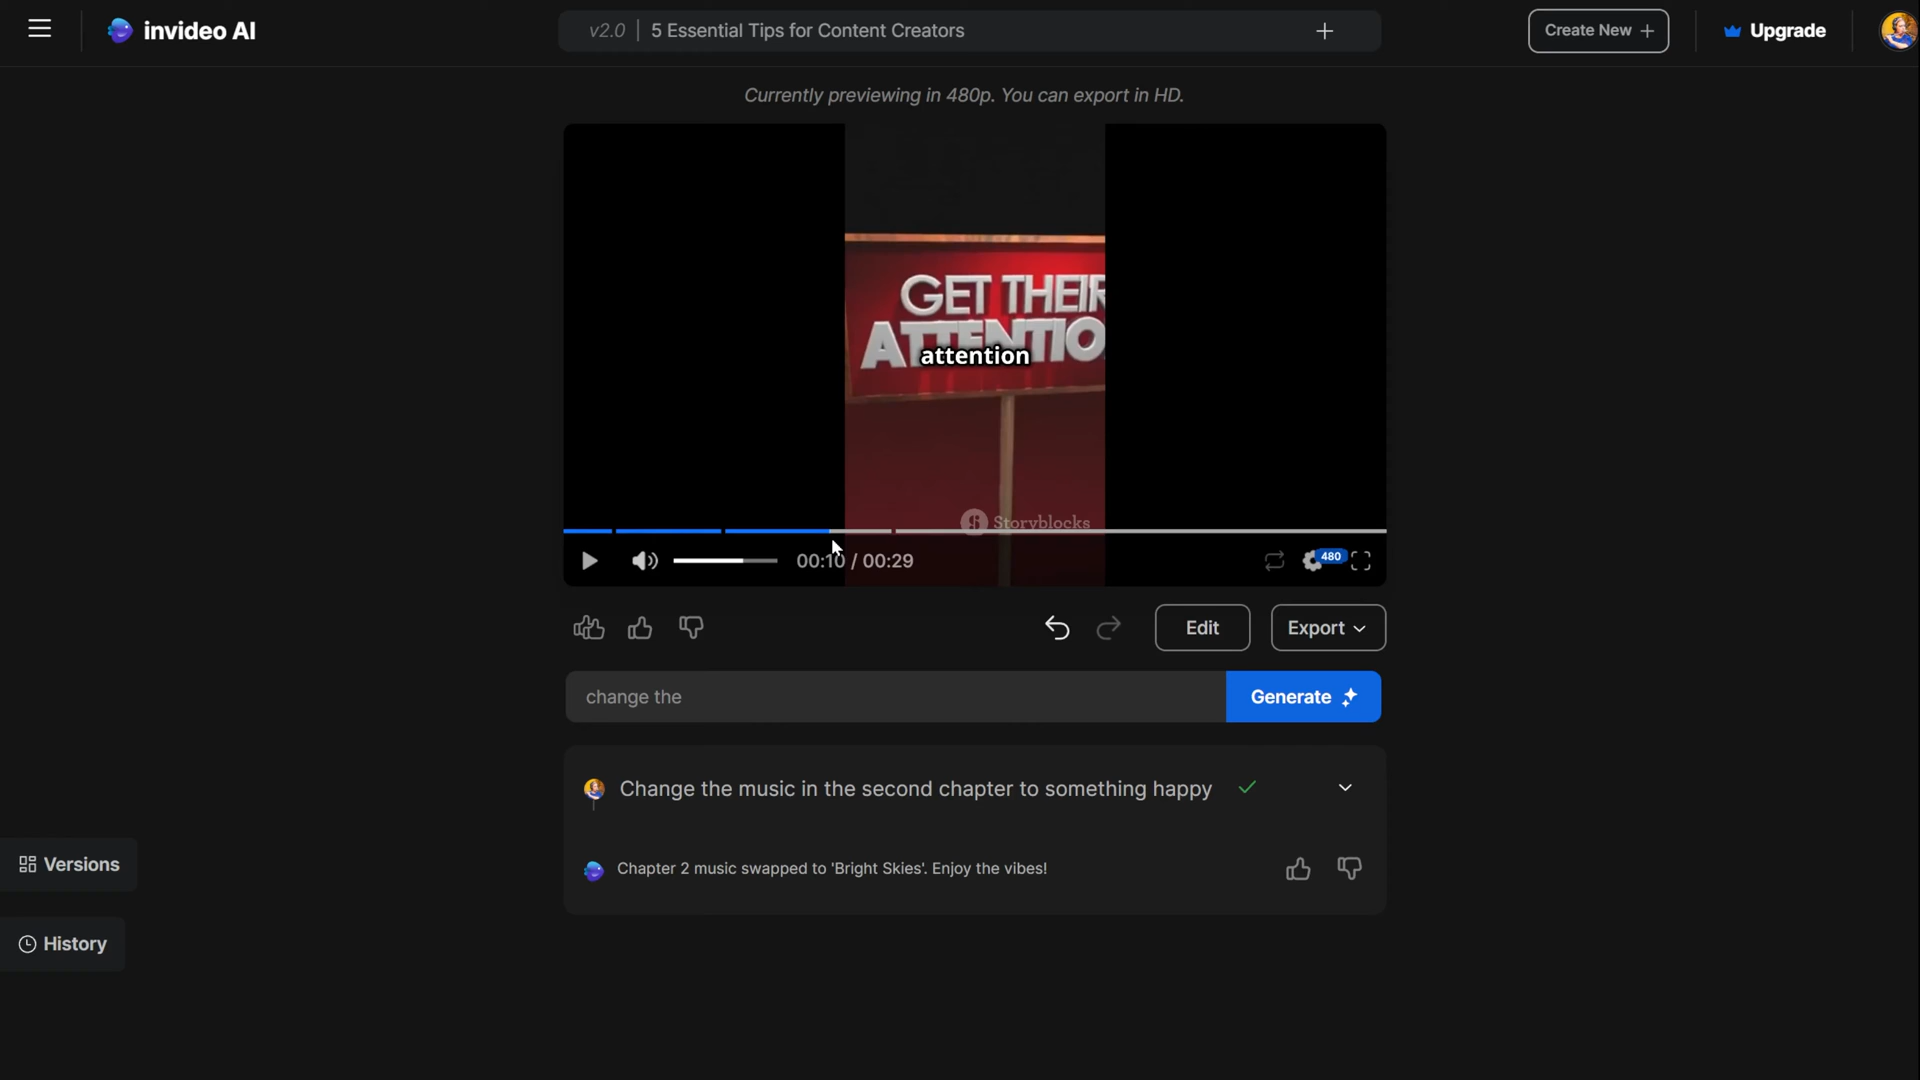 invideo AI
v2.0 | 5 Essential Tips for Content Creators
Create New +
Upgrade
Currently previewing in 480p. You can export in HD.
GET THEIR
ATTENTIO
attention
Storyblocks
00:10 / 00:29
480
Edit
Export
change the
Generate
Change the music in the second chapter to something happy
Chapter 2 music swapped to 'Bright Skies'. Enjoy the vibes!
Versions
History